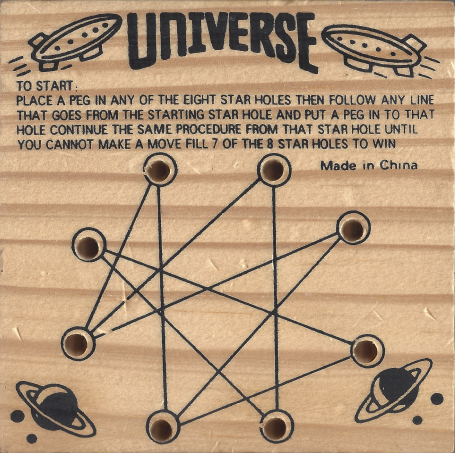 UNIVERSE
TO START:
PLACE A PEG IN ANY OF THE EIGHT STAR HOLES THEN FOLLOW ANY LINE
THAT GOES FROM THE STARTING STAR HOLE AND PUT A PEG IN TO THAT
HOLE CONTINUE THE SAME PROCEDURE FROM THAT STAR HOLE UNTIL
YOU CANNOT MAKE A MOVE FILL 7 OF THE 8 STAR HOLES TO WIN
Made in China